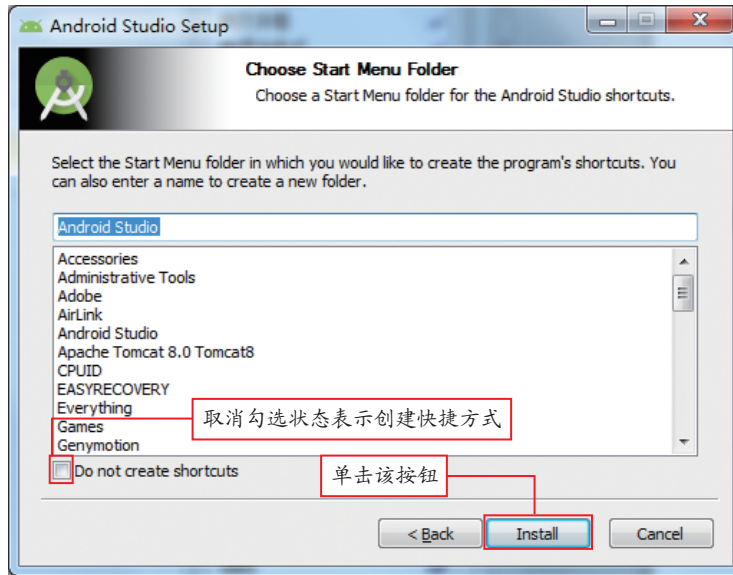 Android Studio Setup
Choose Start Menu Folder
Choose a Start Menu folder for the Android Studio shortcuts.
Select the Start Menu folder in which you would like to create the program's shortcuts. You
can also enter a name to create a new folder.
Android Studio
Accessories
Administrative Tools
Adobe
AirLink
Android Studio
Apache Tomcat 8.0 Tomcat8
CPUID
EASYRECOVERY
Everything
Games
Genymotion
取消勾选状态表示创建快捷方式
Do not create shortcuts
单击该按钮
< Back
Install
Cancel